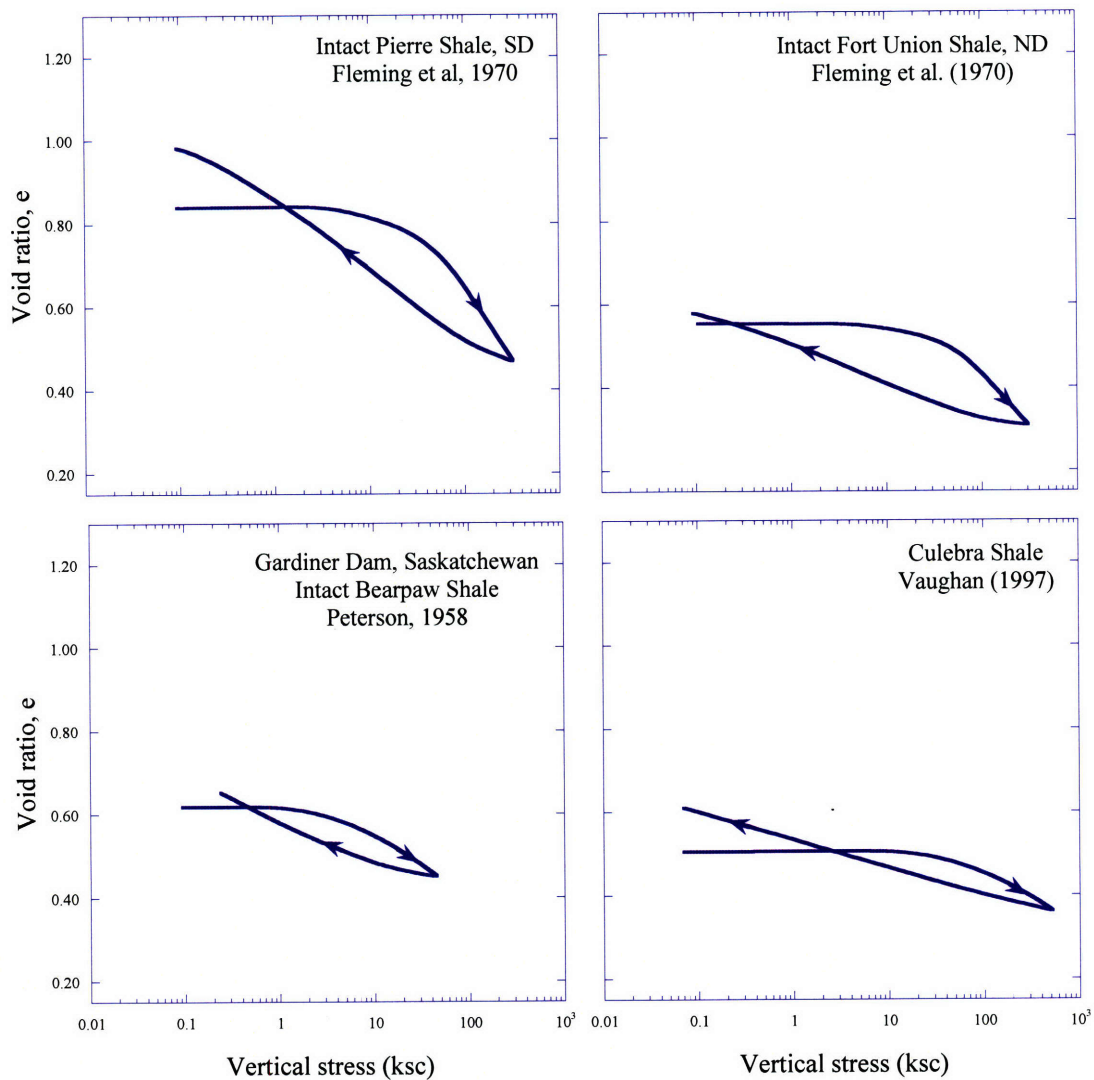 Intact Pierre Shale, SD
Fleming et al, 1970
1.20
1.00
0.80
0.60
0.40
0.20
Void ratio, e
Intact Fort Union Shale, ND
Fleming et al. (1970)
Gardiner Dam, Saskatchewan
Intact Bearpaw Shale
Peterson, 1958
1.20
1.00
0.80
0.60
0.40
0.20
Void ratio, e
0.01 0.1 1 10 100 10³
Vertical stress (ksc)
Culebra Shale
Vaughan (1997)
0.01 0.1 1 10 100 10³
Vertical stress (ksc)